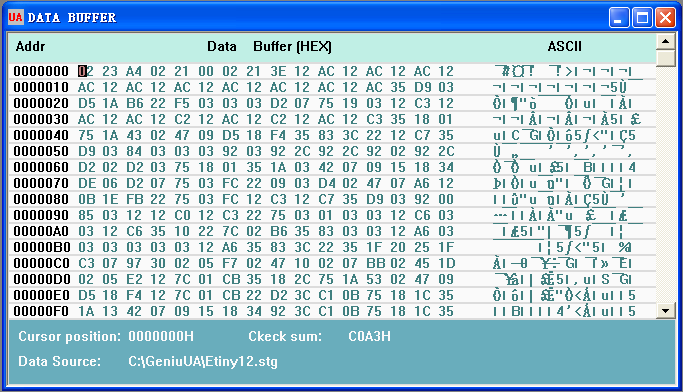 UA DATA BUFFER
Addr Data Buffer (HEX) ASCII
0000000 02 23 A4 02 21 00 02 21 3E 12 AC 12 AC 12 AC 12
0000010 AC 12 AC 12 AC 12 AC 12 AC 12 AC 12 AC 35 D9 03
0000020 D5 1A B6 22 F5 03 03 03 D2 07 75 19 03 12 C3 12
0000030 AC 12 AC 12 C2 12 AC 12 AC 12 AC 12 C3 35 18 01
0000040 75 1A 43 02 47 09 D5 18 F4 35 83 3C 22 12 C7 35
0000050 D9 03 84 03 03 03 92 03 92 2C 92 2C 92 02 92 2C
0000060 D2 02 D2 03 75 18 01 35 1A 03 42 07 09 15 18 34
0000070 DE 06 D2 07 75 03 FC 22 09 03 D4 02 47 07 A6 12
0000080 0B 1E FB 22 75 03 FC 12 C3 12 C7 35 D9 03 92 00
0000090 85 03 12 12 C0 12 C3 22 75 03 01 03 03 12 C6 03
00000A0 03 12 C6 35 10 22 7C 02 B6 35 83 03 03 12 A6 03
00000B0 03 03 03 03 03 12 A6 35 83 3C 22 35 1F 20 25 1F
00000C0 C3 07 97 30 02 05 F7 02 47 10 02 07 BB 02 45 1D
00000D0 02 05 E2 12 7C 01 CB 35 18 2C 75 1A 53 02 47 09
00000E0 D5 18 F4 12 7C 01 CB 22 D2 3C C1 0B 75 18 1C 35
00000F0 1A 13 42 07 09 15 18 34 92 3C C1 0B 75 18 1C 35
Cursor position: 0000000H Ckeck sum: C0A3H
Data Source: C:\GeniuUA\Etiny12.stg